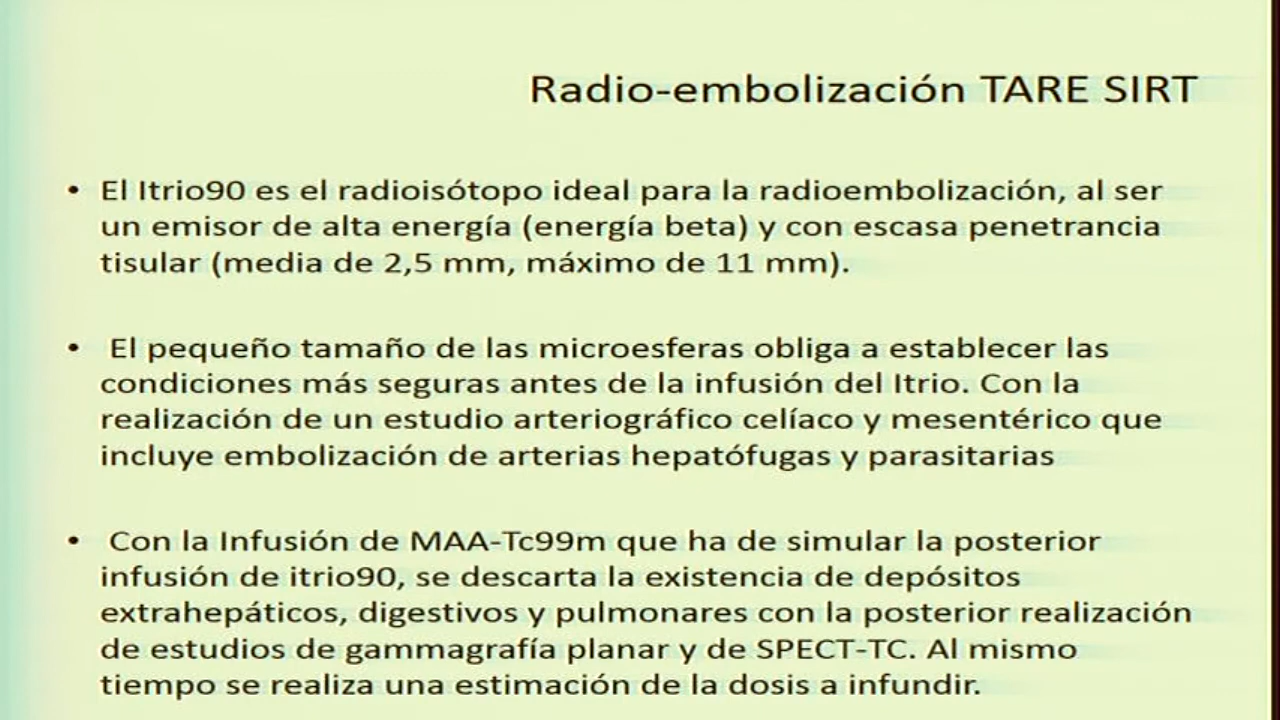 Radio-embolización TARE SIRT
• El Itrio90 es el radioisótopo ideal para la radioembolización, al ser
un emisor de alta energía (energía beta) y con escasa penetrancia
tisular (media de 2,5 mm, máximo de 11 mm).
• El pequeño tamaño de las microesferas obliga a establecer las
condiciones más seguras antes de la infusión del Itrio. Con la
realización de un estudio arteriográfico celíaco y mesentérico que
incluye embolización de arterias hepatófugas y parasitarias
• Con la Infusión de MAA-Tc99m que ha de simular la posterior
infusión de itrio90, se descarta la existencia de depósitos
extrahepáticos, digestivos y pulmonares con la posterior realización
de estudios de gammagrafía planar y de SPECT-TC. Al mismo
tiempo se realiza una estimación de la dosis a infundir.